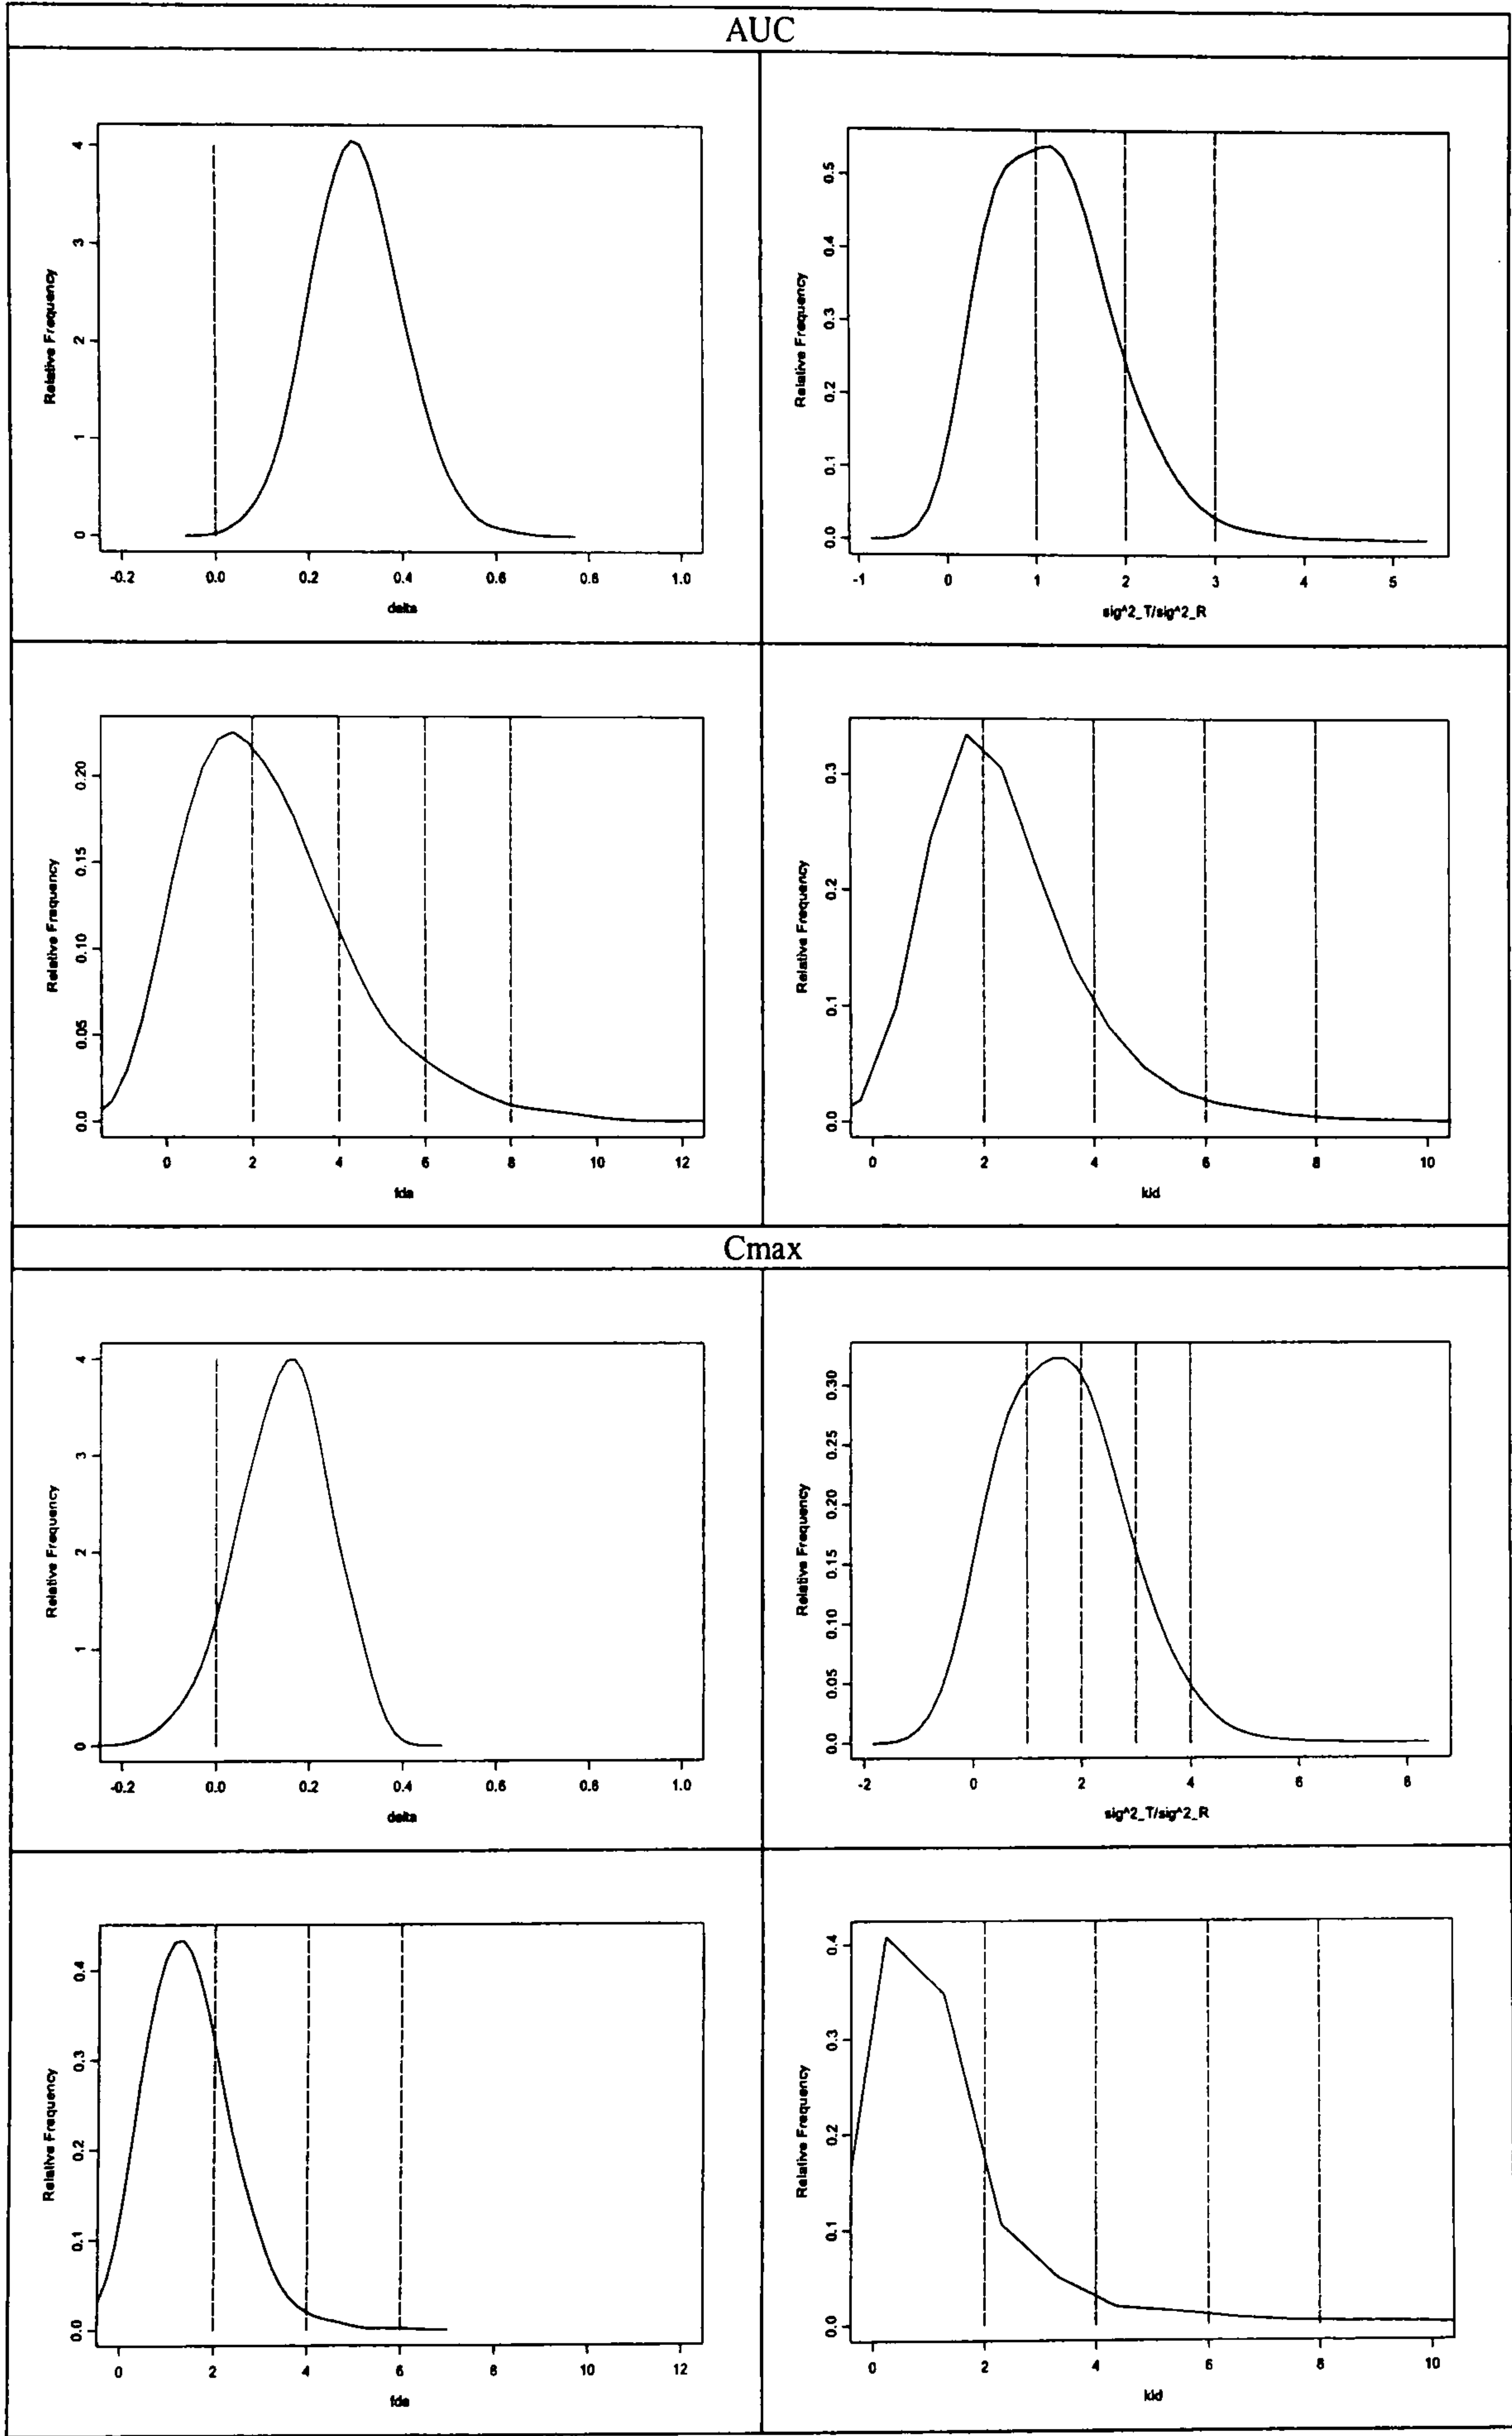 AUC
Relative Frequency
0 1 2 3 4
-0.2 0.0 0.2 0.4 0.6 0.8 1.0
delta
Relative Frequency
0.0 0.1 0.2 0.3 0.4 0.5
-1 0 1 2 3 4 5
sig^2_T/sig^2_R
Relative Frequency
0.0 0.05 0.10 0.15 0.20
0 2 4 6 8 10 12
fda
Relative Frequency
0.0 0.1 0.2 0.3
0 2 4 6 8 10
kld
Cmax
Relative Frequency
0 1 2 3 4
-0.2 0.0 0.2 0.4 0.6 0.8 1.0
delta
Relative Frequency
0.0 0.05 0.10 0.15 0.20 0.25 0.30
-2 0 2 4 6 8
sig^2_T/sig^2_R
Relative Frequency
0.0 0.1 0.2 0.3 0.4
0 2 4 6 8 10 12
fda
Relative Frequency
0.0 0.1 0.2 0.3 0.4
0 2 4 6 8 10
kld